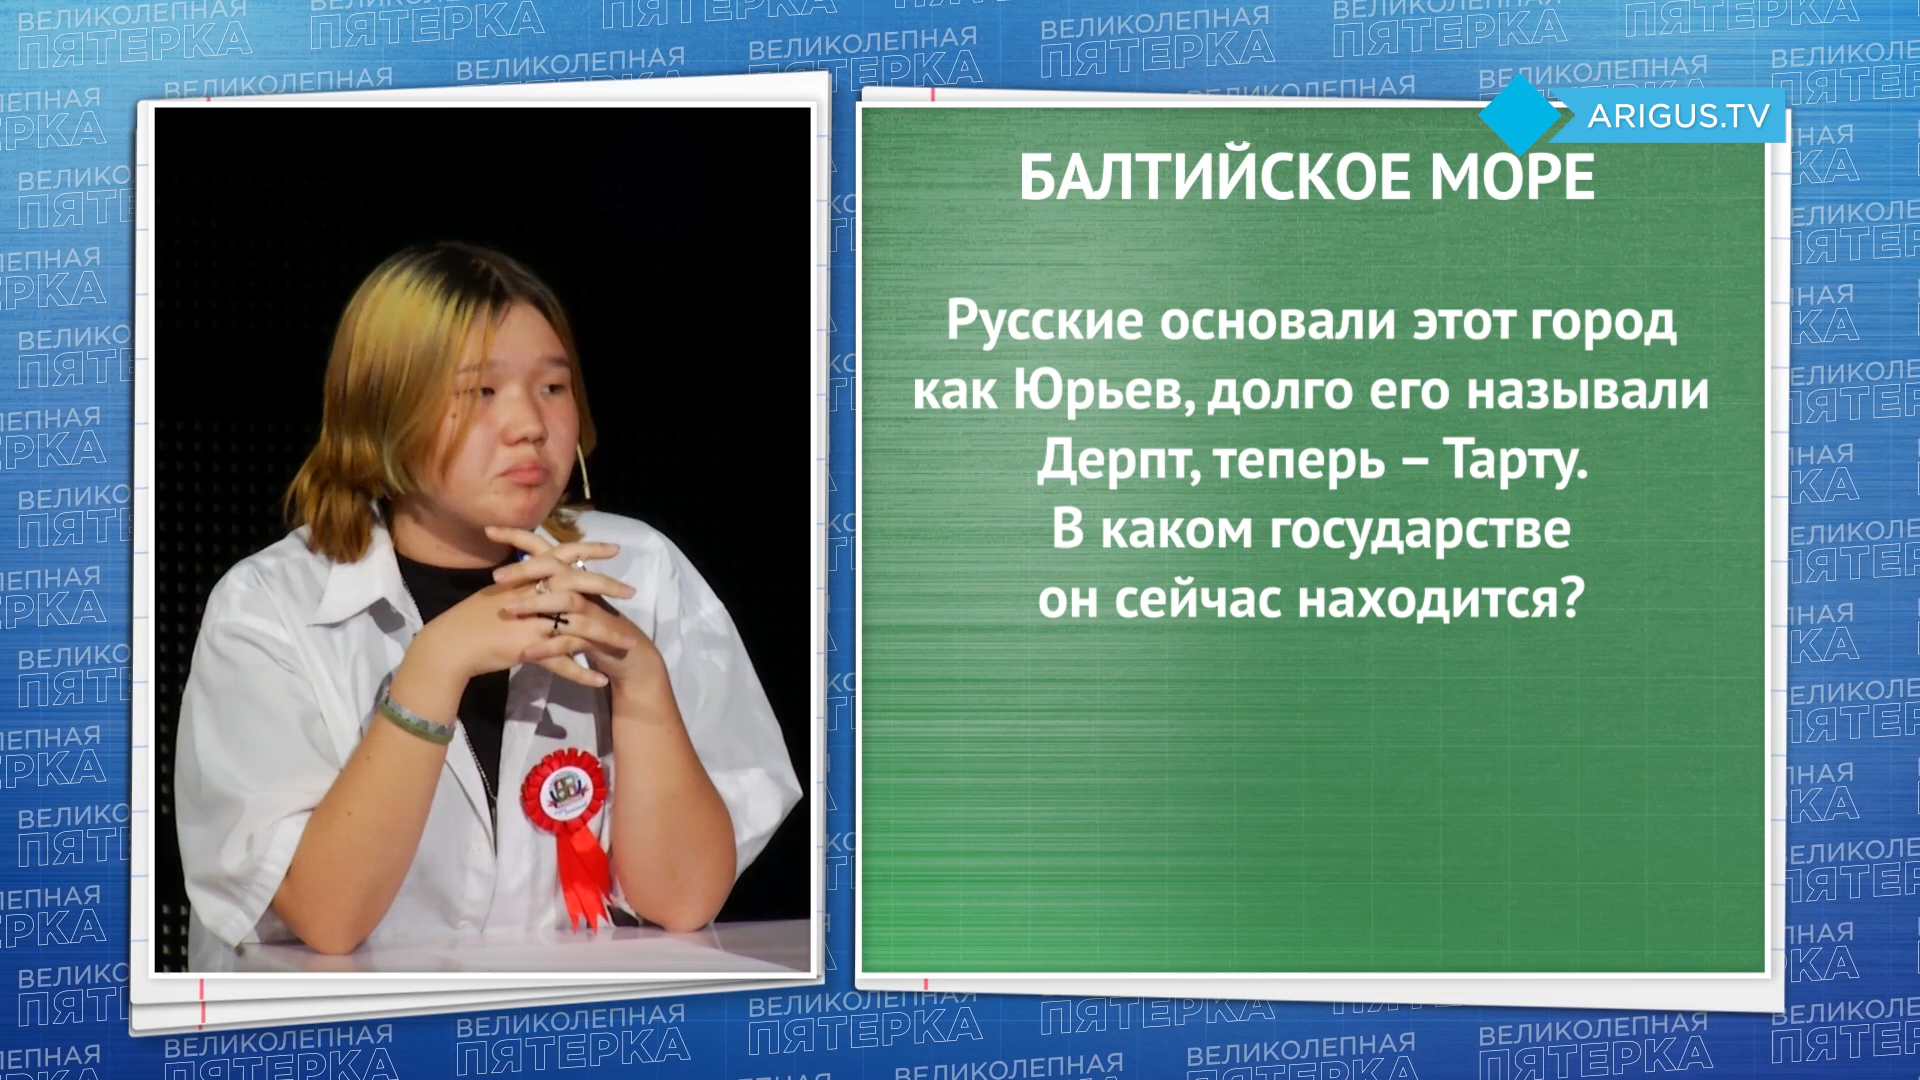 ВЕЛИКОЛЕПНАЯ
ПЯТЕРКА
ARIGUS.TV
БАЛТИЙСКОЕ МОРЕ
Русские основали этот город
как Юрьев, долго его называли
Дерпт, теперь – Тарту.
В каком государстве
он сейчас находится?